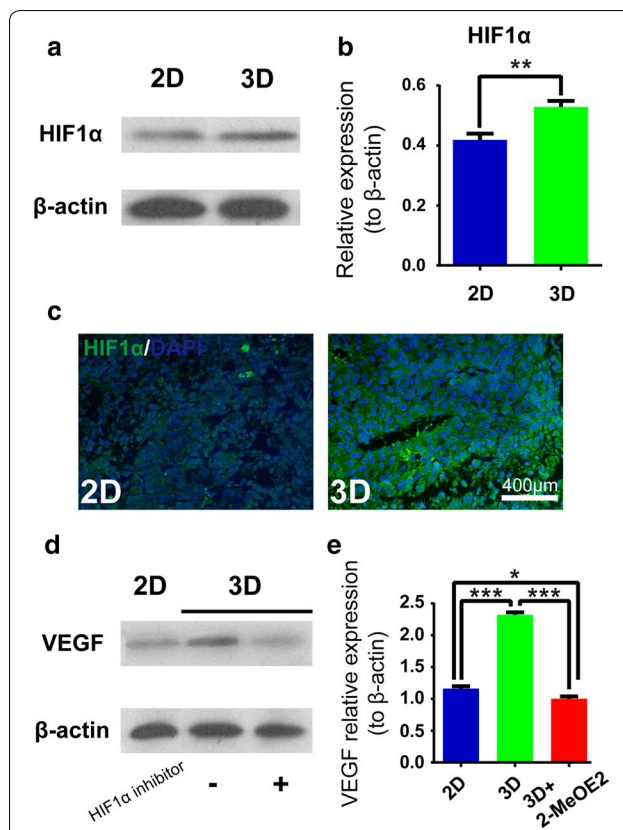 a
2D 3D
HIF1α
β-actin
b
HIF1α
**
Relative expression
(to β-actin)
0.6
0.4
0.2
0.0
2D
3D
c
HIF1α/DAPI
2D
3D
400μm
d
2D 3D
VEGF
β-actin
HIF1α inhibitor - +
e
*
*** ***
VEGF relative expression
(to β-actin)
2.5
2.0
1.5
1.0
0.5
0.0
2D
3D
3D+
2-MeOE2